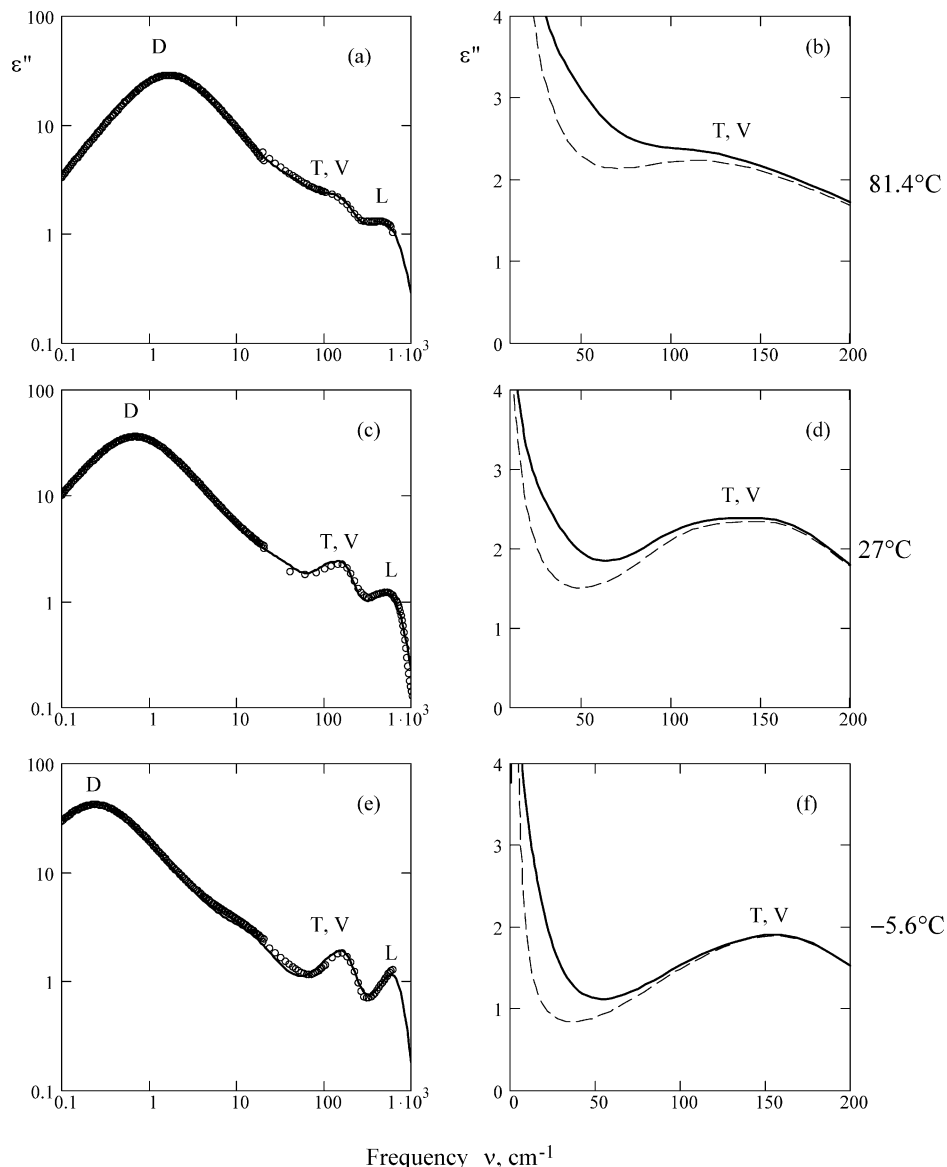 100
ε"
D
(a)
10
T, V
L
1
0.1
0.1 1 10 100 1·10³
4
ε"
(b)
3
T, V
2
1
0
50 100 150 200
81.4°C
100
D
(c)
10
T, V
L
1
0.1
0.1 1 10 100 1·10³
4
(d)
3
T, V
2
1
0
50 100 150 200
27°C
100
D
(e)
10
T, V
L
1
0.1
0.1 1 10 100 1·10³
4
(f)
3
T, V
2
1
0
0 50 100 150 200
−5.6°C
Frequency ν, cm⁻¹